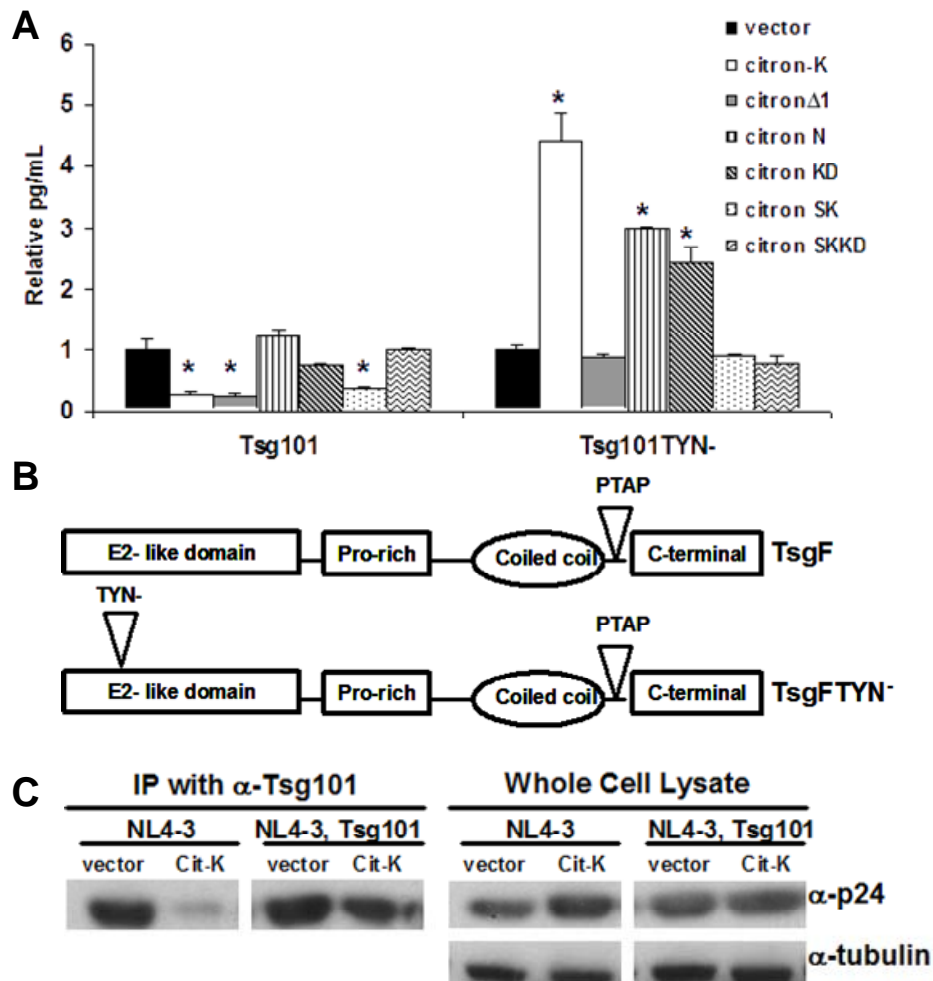 A
6
5
4
3
2
1
0
Relative pg/mL
* * * * * *
Tsg101 Tsg101TYN-
vector
citron-K
citronΔ1
citron N
citron KD
citron SK
citron SKKD
B
PTAP
E2- like domain Pro-rich Coiled coil C-terminal TsgF
TYN-
PTAP
E2- like domain Pro-rich Coiled coil C-terminal TsgFTYN-
C
IP with α-Tsg101 Whole Cell Lysate
NL4-3 NL4-3, Tsg101 NL4-3 NL4-3, Tsg101
vector Cit-K vector Cit-K vector Cit-K vector Cit-K
α-p24
α-tubulin